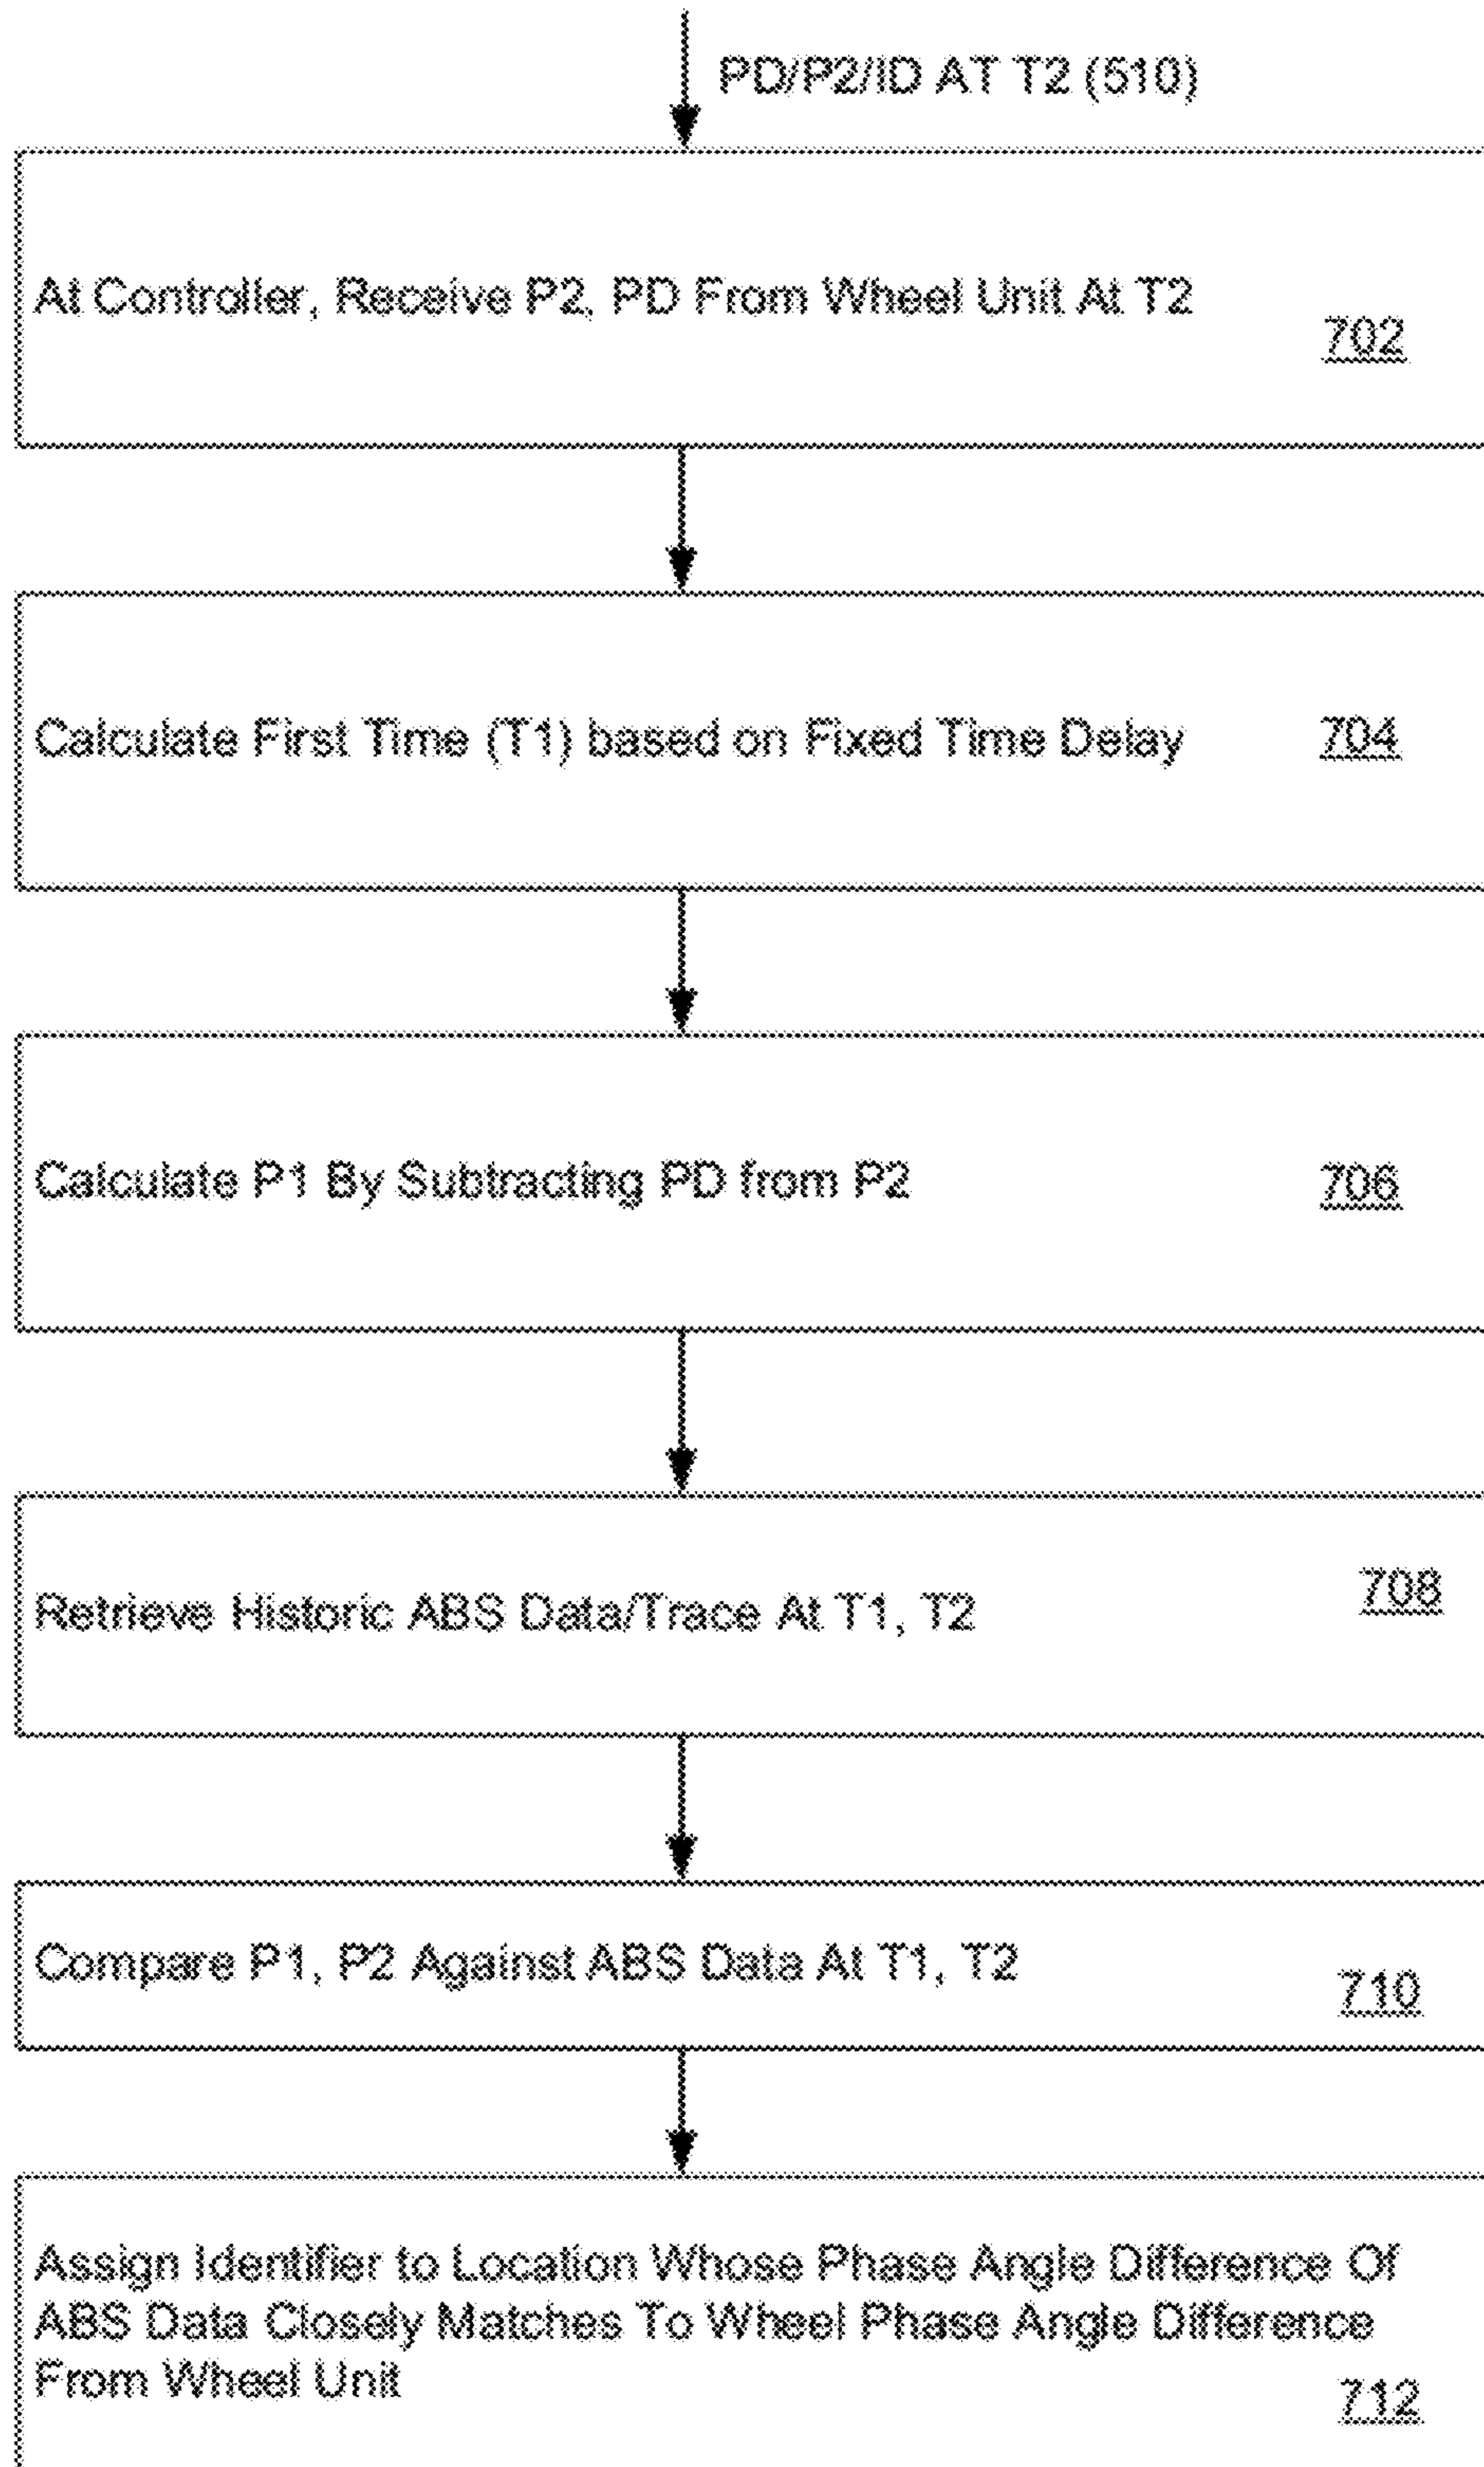 PD/P2/ID AT T2 (510)
At Controller, Receive P2, PD From Wheel Unit At T2
702
Calculate First Time (T1) based on Fixed Time Delay
704
Calculate P1 By Subtracting PD from P2
706
Retrieve Historic ABS Data/Trace At T1, T2
708
Compare P1, P2 Against ABS Data At T1, T2
710
Assign Identifier to Location Whose Phase Angle Difference Of
ABS Data Closely Matches To Wheel Phase Angle Difference
From Wheel Unit
712